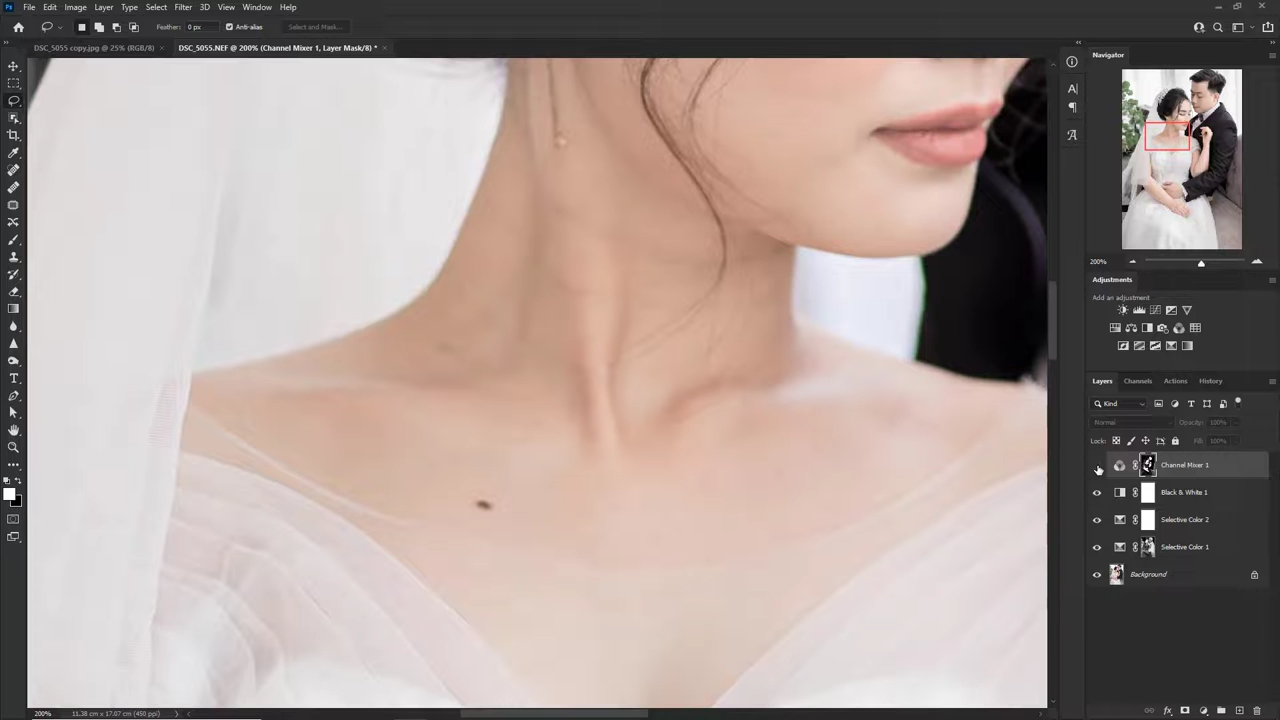 Ps File Edit Image Layer Type Select Filter 3D View Window Help
Feather: 0 px Anti-alias Select and Mask...
DSC_5055 copy.jpg @ 25% (RGB/8) × DSC_5055.NEF @ 200% (Channel Mixer 1, Layer Mask/8) * ×
Navigator
200%
Adjustments
Add an adjustment
Layers Channels Actions History
Kind
Normal Opacity: 100%
Lock: Fill: 100%
Channel Mixer 1
Black & White 1
Selective Color 2
Selective Color 1
Background
200% 11.38 cm x 17.07 cm (450 ppi)